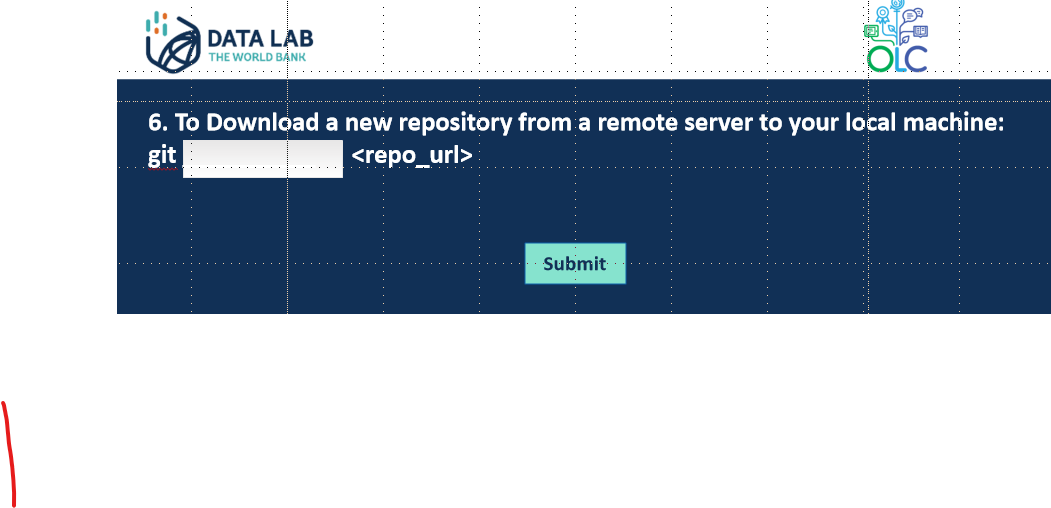 DATA LAB
THE WORLD BANK
OLC
6. To Download a new repository from a remote server to your local machine:
git <repo_url>
Submit